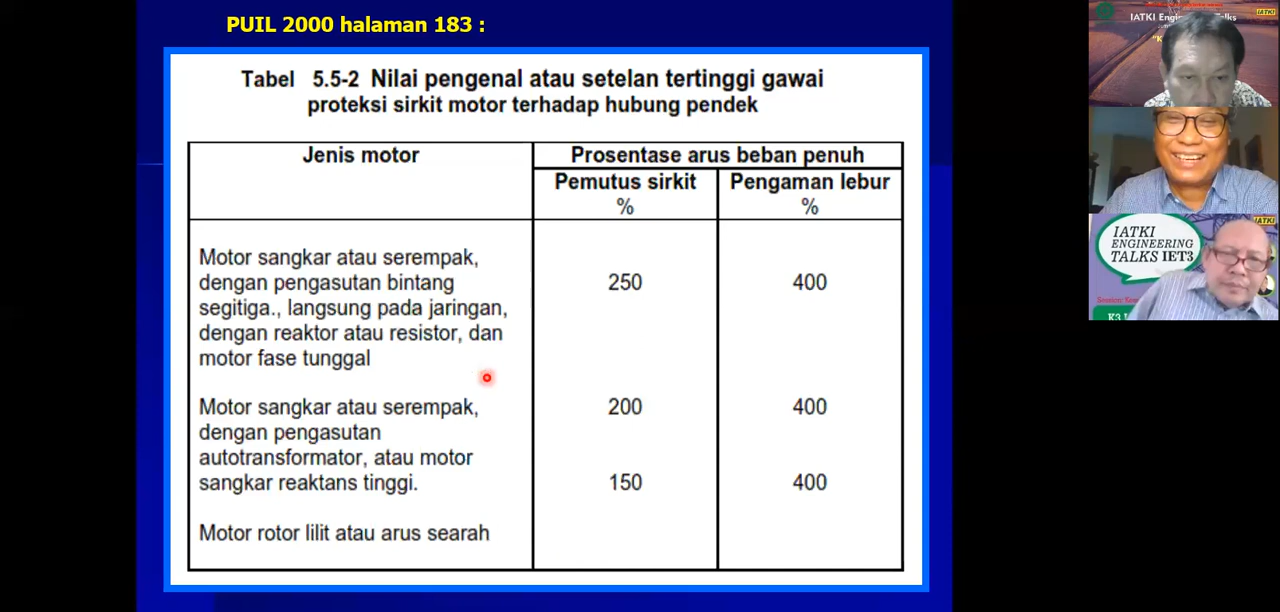 PUIL 2000 halaman 183 :
Tabel 5.5-2 Nilai pengenal atau setelan tertinggi gawai
proteksi sirkit motor terhadap hubung pendek
Jenis motor
Prosentase arus beban penuh
Pemutus sirkit
%
Pengaman lebur
%
Motor sangkar atau serempak,
dengan pengasutan bintang
segitiga., langsung pada jaringan,
dengan reaktor atau resistor, dan
motor fase tunggal
250
400
Motor sangkar atau serempak,
dengan pengasutan
autotransformator, atau motor
sangkar reaktans tinggi.
200
400
150
400
Motor rotor lilit atau arus searah
IATKI
IATKI
IATKI
ENGINEERING
TALKS IET3
Session:
K3